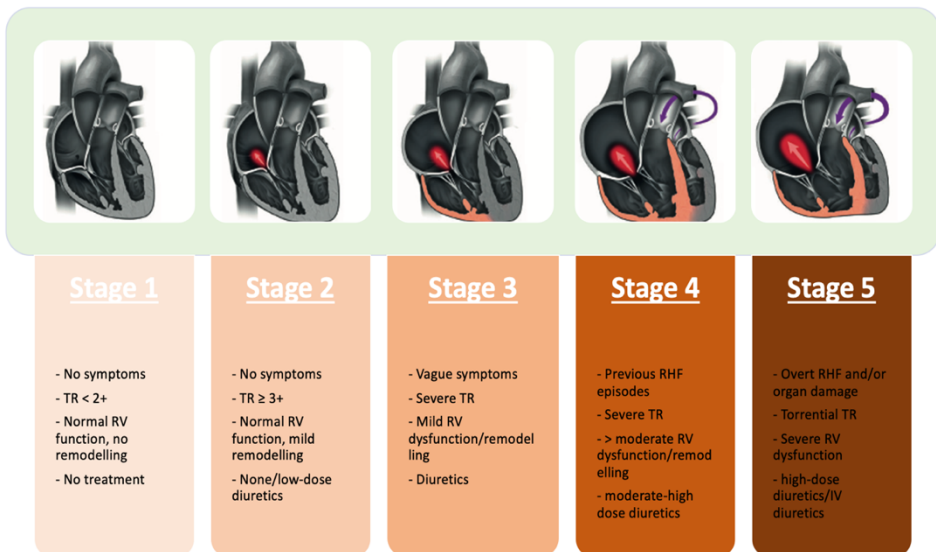 Stage 1
- No symptoms
- TR < 2+
- Normal RV
function, no
remodelling
- No treatment
Stage 2
- No symptoms
- TR ≥ 3+
- Normal RV
function, mild
remodelling
- None/low-dose
diuretics
Stage 3
- Vague symptoms
- Severe TR
- Mild RV
dysfunction/remodel
ling
- Diuretics
Stage 4
- Previous RHF
episodes
- Severe TR
- > moderate RV
dysfunction/remod
elling
- moderate-high
dose diuretics
Stage 5
- Overt RHF and/or
organ damage
- Torrential TR
- Severe RV
dysfunction
- high-dose
diuretics/IV
diuretics